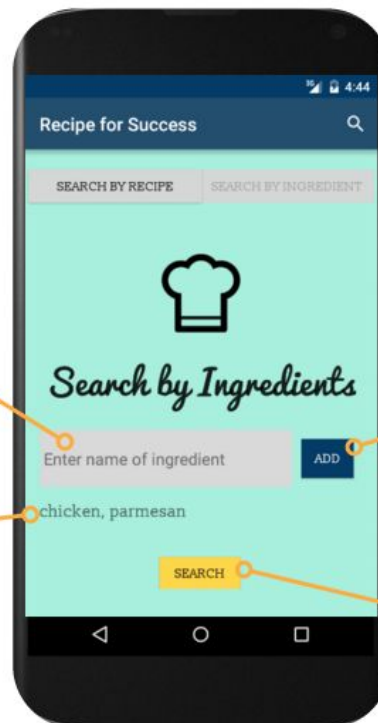 3G 4:44
Recipe for Success
SEARCH BY RECIPE SEARCH BY INGREDIENT
Search by Ingredients
Enter name of ingredient ADD
chicken, parmesan
SEARCH